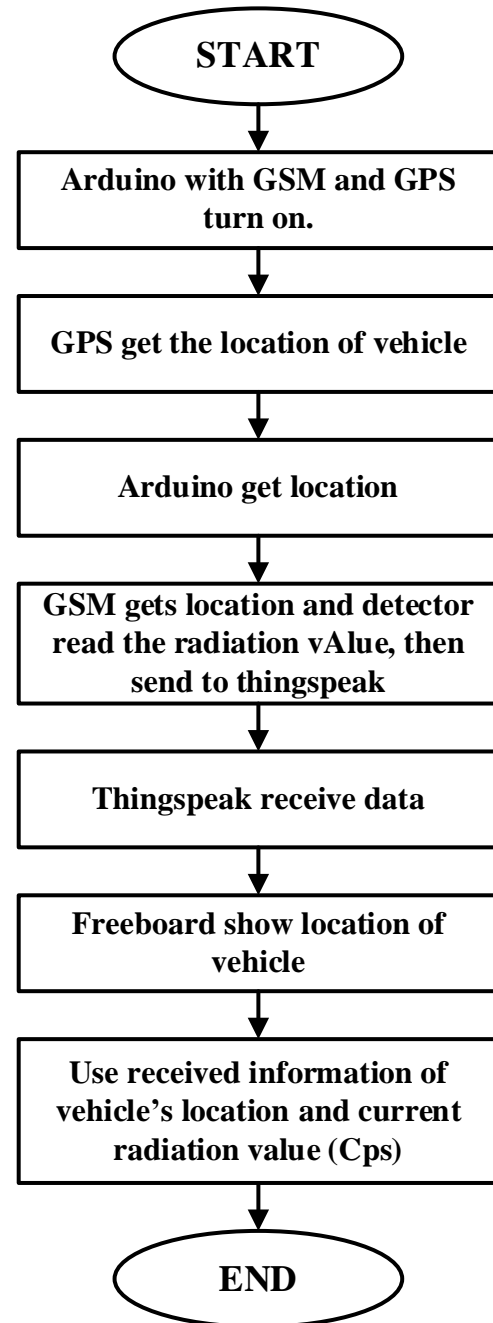 START
Arduino with GSM and GPS
turn on.
GPS get the location of vehicle
Arduino get location
GSM gets location and detector
read the radiation vAlue, then
send to thingspeak
Thingspeak receive data
Freeboard show location of
vehicle
Use received information of
vehicle’s location and current
radiation value (Cps)
END